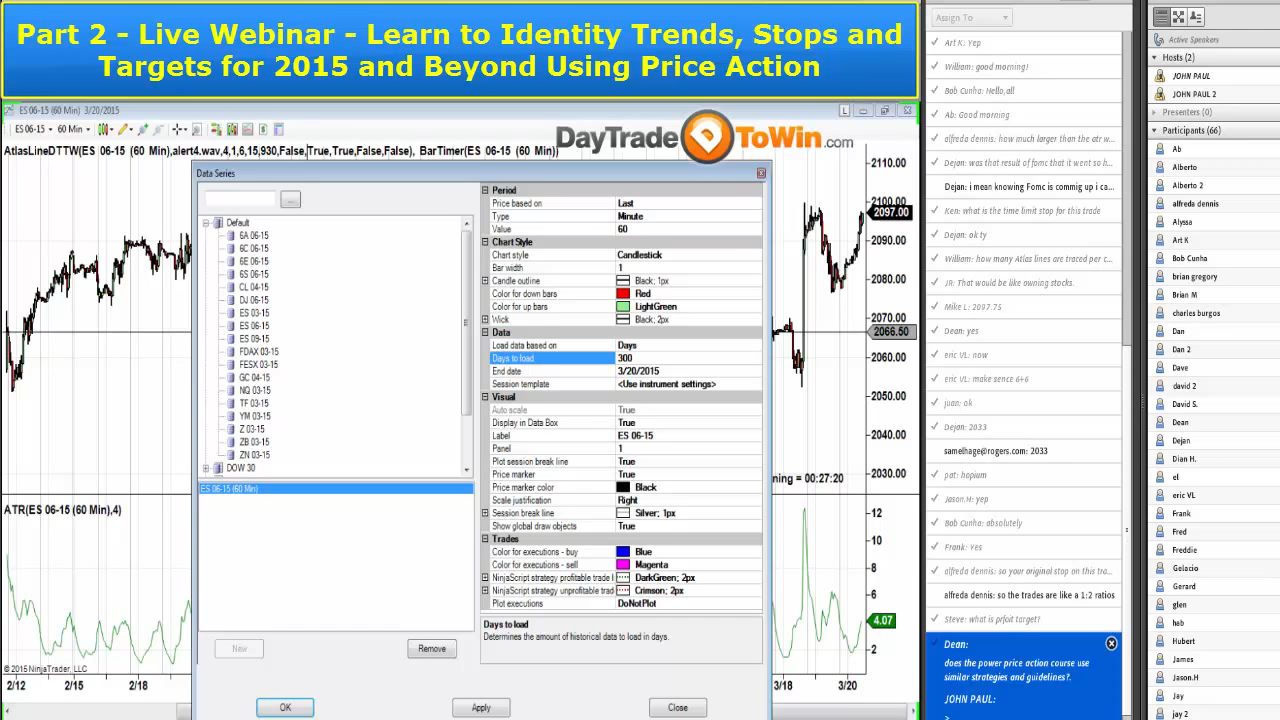 Part 2 - Live Webinar - Learn to Identity Trends, Stops and
Targets for 2015 and Beyond Using Price Action
ES 06-15 (60 Min) 3/20/2015
L
ES 06-15 60 Min
AtlasLineDTTW(ES 06-15 (60 Min),alert4.wav,4,1,6,15,930,False,True,True,False,False), BarTimer(ES 06-15 (60 Min))
DayTrade ToWin.com
Data Series
...
Default
6A 06-15
6C 06-15
6E 06-15
6S 06-15
CL 04-15
DJ 06-15
ES 03-15
ES 06-15
ES 09-15
FDAX 03-15
FESX 03-15
GC 04-15
NQ 03-15
TF 03-15
YM 03-15
Z 03-15
ZB 03-15
ZN 03-15
DOW 30
ES 06-15 (60 Min)
New
Remove
OK
Apply
Close
Period
Price based on Last
Type Minute
Value 60
Chart Style
Chart style Candlestick
Bar width 1
Candle outline Black; 1px
Color for down bars Red
Color for up bars LightGreen
Wick Black; 2px
Data
Load data based on Days
Days to load 300
End date 3/20/2015
Session template <Use instrument settings>
Visual
Auto scale True
Display in Data Box True
Label ES 06-15
Panel 1
Plot session break line True
Price marker True
Price marker color Black
Scale justification Right
Session break line Silver; 1px
Show global draw objects True
Trades
Color for executions - buy Blue
Color for executions - sell Magenta
NinjaScript strategy profitable trade l DarkGreen; 2px
NinjaScript strategy unprofitable trad Crimson; 2px
Plot executions DoNotPlot
Days to load
Determines the amount of historical data to load in days.
2110.00
2100.00
2097.00
2090.00
2080.00
2070.00
2066.50
2060.00
2050.00
2040.00
2030.00
ning = 00:27:20
ATR(ES 06-15 (60 Min),4)
12
10
8
6
4.07
2
© 2015 NinjaTrader, LLC
2/12
2/15
2/18
3/18
3/20
Assign To
Art K: Yep
William: good morning!
Bob Cunha: Hello,all
Ab: Good morning
alfredo dennis: how much larger than the atr w...
Dejan: was that result of fomc that it went so h...
Dejan: i mean knowing Fomc is commig up i ca...
Ken: what is the time limit stop for this trade
Dejan: ok ty
William: how many Atlas lines are traced per c...
JR: That would be like owning stocks.
Mike L: 2097.75
Dean: yes
eric VL: now
eric VL: make sence 6+6
juan: ok
Dejan: 2033
samelhage@rogers.com: 2033
pat: hopium
Jason.H: yep
Bob Cunha: absolutely
Frank: Yes
alfredo dennis: so your original stop on this tra...
alfredo dennis: so the trades are like a 1:2 ratios
Steve: what is prfoit target?
Dean:
does the power price action course use
similar strategies and guidelines?.
JOHN PAUL:
>
Active Speakers
Hosts (2)
JOHN PAUL
JOHN PAUL 2
Presenters (0)
Participants (66)
Ab
Alberto
Alberto 2
alfredo dennis
Alyssa
Art K
Bob Cunha
brian gregory
Brian M
charles burgos
Dan
Dan 2
Dave
david 2
David S.
Dean
Dejan
Dian H.
el
eric VL
Frank
Fred
Freddie
Gelacio
Gerard
glen
hab
Hubert
James
Jason.H
Jay
jay 2